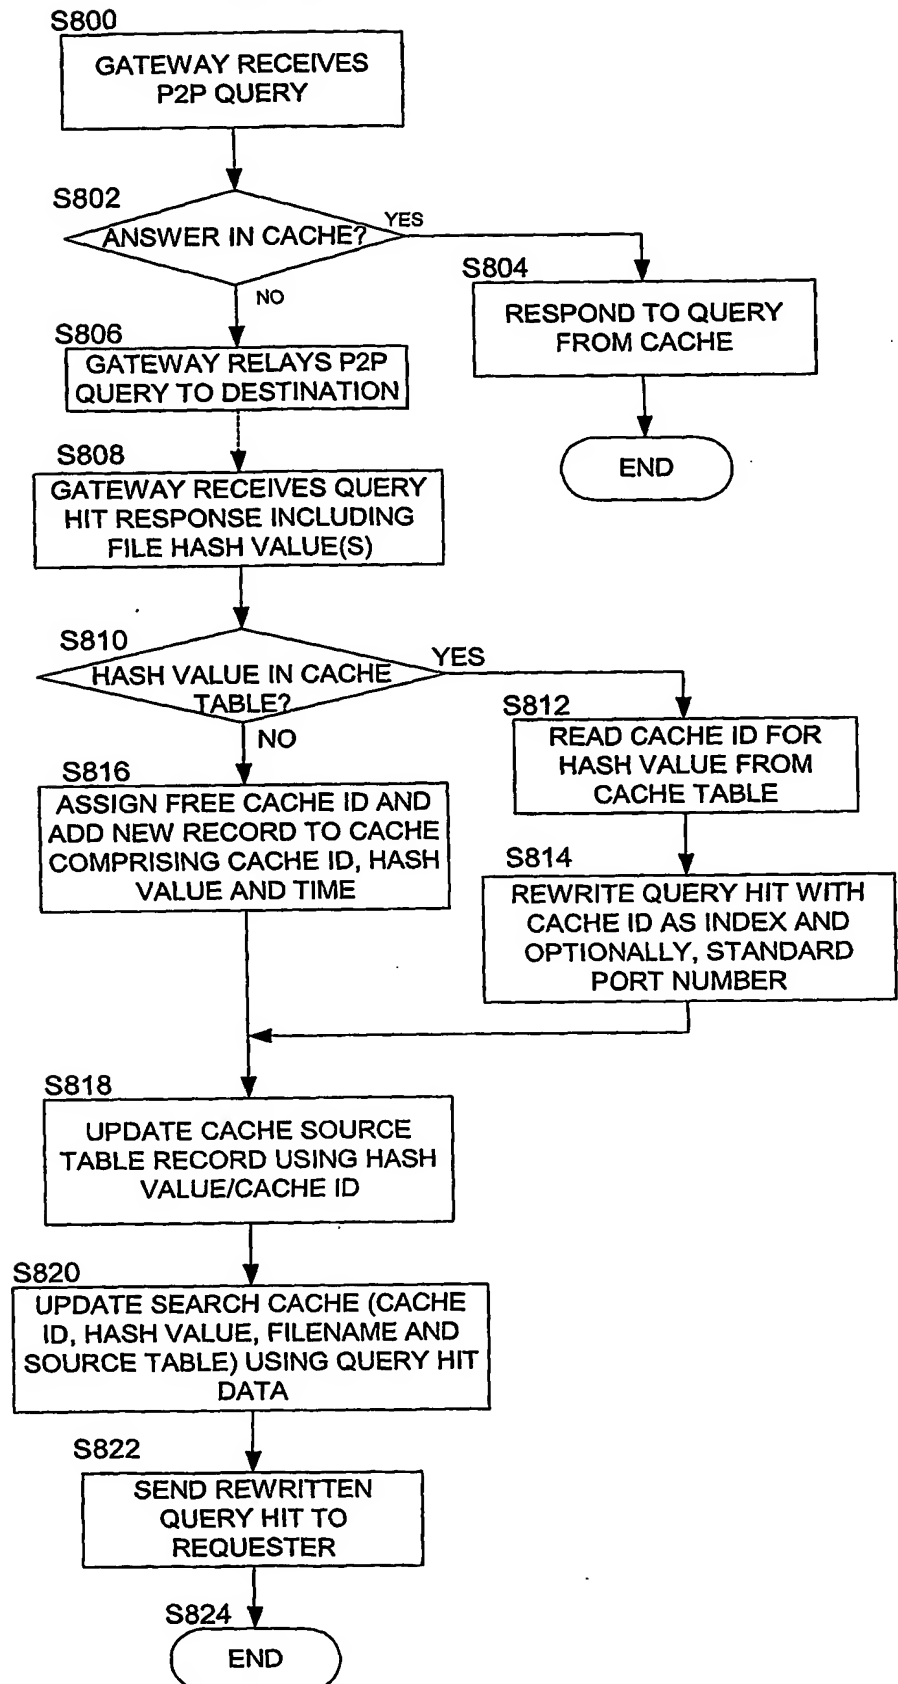 S800
GATEWAY RECEIVES
P2P QUERY
S802
ANSWER IN CACHE?
YES
NO
S804
RESPOND TO QUERY
FROM CACHE
END
S806
GATEWAY RELAYS P2P
QUERY TO DESTINATION
S808
GATEWAY RECEIVES QUERY
HIT RESPONSE INCLUDING
FILE HASH VALUE(S)
S810
HASH VALUE IN CACHE
TABLE?
YES
NO
S812
READ CACHE ID FOR
HASH VALUE FROM
CACHE TABLE
S814
REWRITE QUERY HIT WITH
CACHE ID AS INDEX AND
OPTIONALLY, STANDARD
PORT NUMBER
S816
ASSIGN FREE CACHE ID AND
ADD NEW RECORD TO CACHE
COMPRISING CACHE ID, HASH
VALUE AND TIME
S818
UPDATE CACHE SOURCE
TABLE RECORD USING HASH
VALUE/CACHE ID
S820
UPDATE SEARCH CACHE (CACHE
ID, HASH VALUE, FILENAME AND
SOURCE TABLE) USING QUERY HIT
DATA
S822
SEND REWRITTEN
QUERY HIT TO
REQUESTER
S824
END